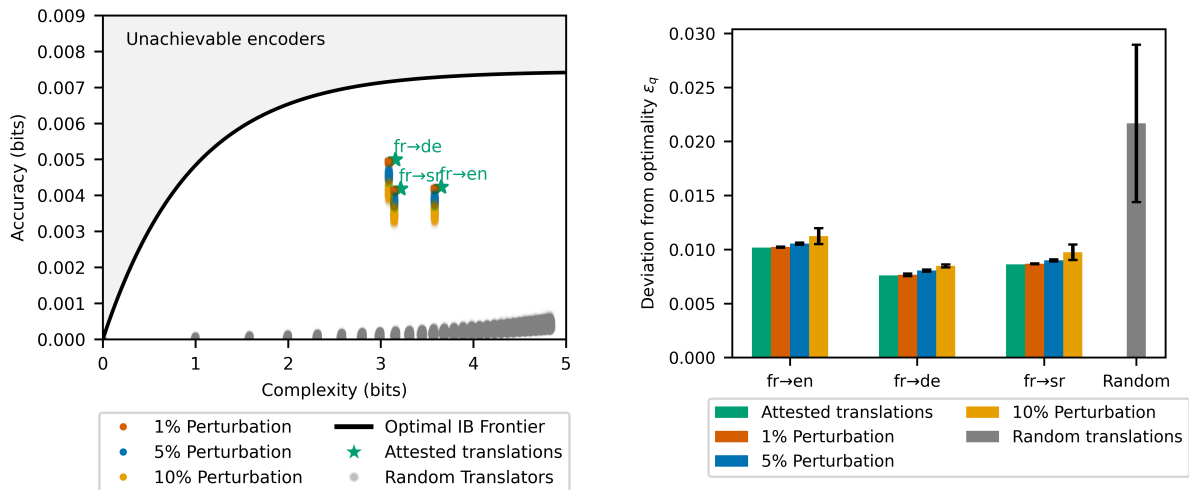 0.009
0.008
0.007
0.006
0.005
0.004
0.003
0.002
0.001
0.000
Accuracy (bits)
Unachievable encoders
fr→de
fr→sr
fr→en
0 1 2 3 4 5
Complexity (bits)
1% Perturbation
5% Perturbation
10% Perturbation
Optimal IB Frontier
Attested translations
Random Translators
0.030
0.025
0.020
0.015
0.010
0.005
0.000
Deviation from optimality εq
fr→en fr→de fr→sr Random
Attested translations
1% Perturbation
5% Perturbation
10% Perturbation
Random translations